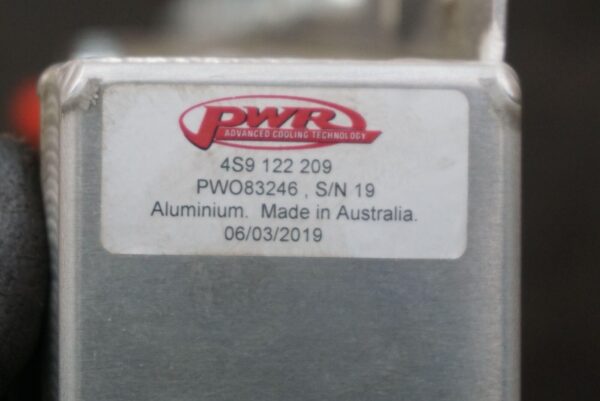 PWR
ADVANCED COOLING TECHNOLOGY
4S9 122 209
PWO83246 , S/N 19
Aluminium. Made in Australia.
06/03/2019